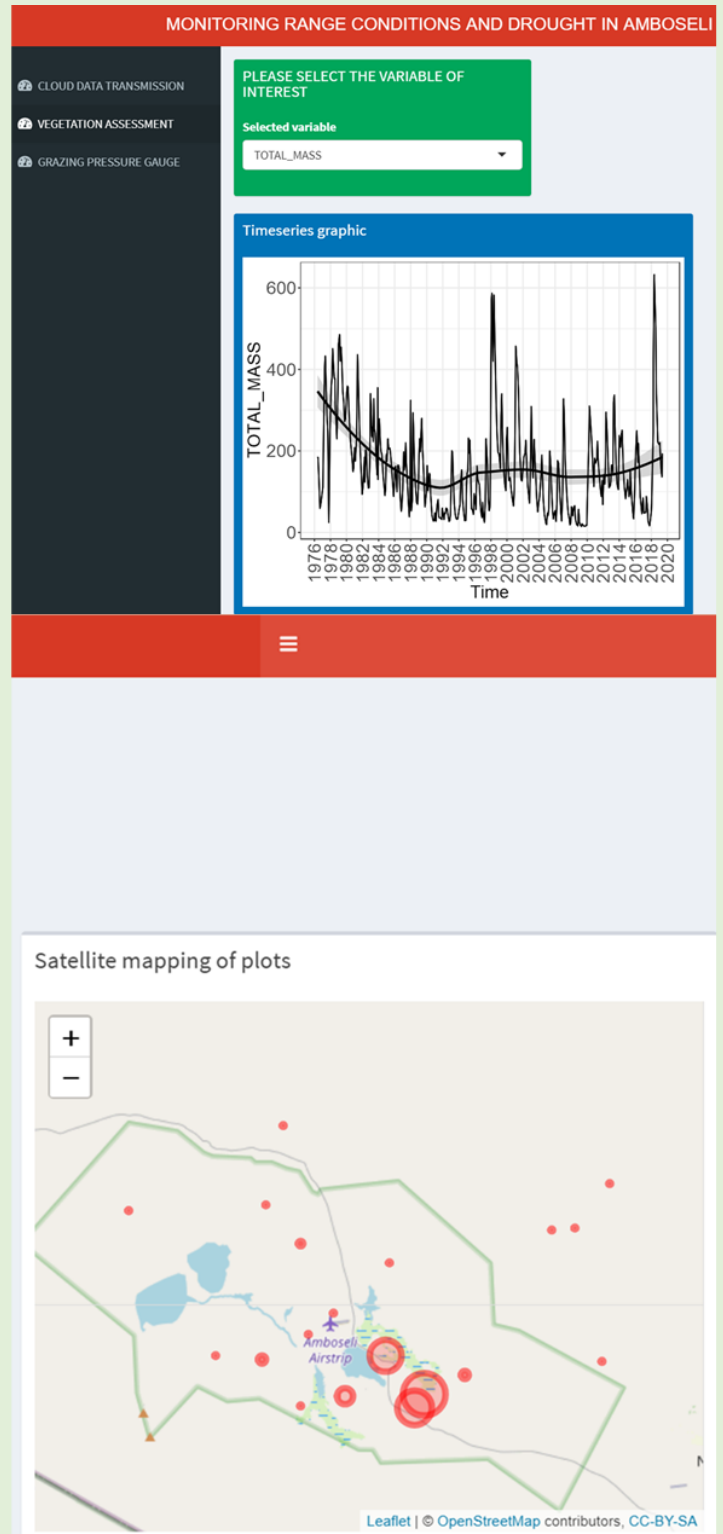 MONITORING RANGE CONDITIONS AND DROUGHT IN AMBOSELI
CLOUD DATA TRANSMISSION
VEGETATION ASSESSMENT
GRAZING PRESSURE GAUGE
PLEASE SELECT THE VARIABLE OF
INTEREST
Selected variable
TOTAL_MASS
Timeseries graphic
TOTAL_MASS
600
400
200
0
1976
1978
1980
1982
1984
1986
1988
1990
1992
1994
1996
1998
2000
2002
2004
2006
2008
2010
2012
2014
2016
2018
2020
Time
Satellite mapping of plots
+
−
Amboseli
Airstrip
N
Leaflet | © OpenStreetMap contributors, CC-BY-SA